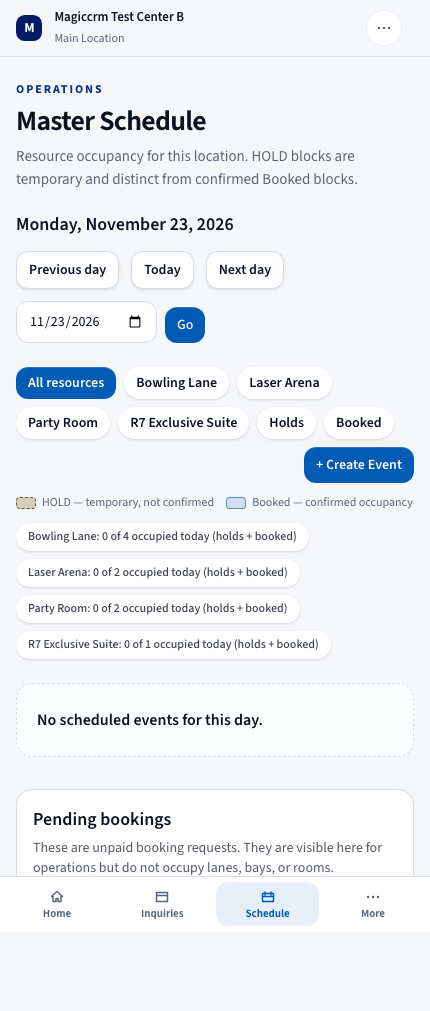 M
Magiccrm Test Center B
Main Location
OPERATIONS
Master Schedule
Resource occupancy for this location. HOLD blocks are
temporary and distinct from confirmed Booked blocks.
Monday, November 23, 2026
Previous day
Today
Next day
11/23/2026
Go
All resources
Bowling Lane
Laser Arena
Party Room
R7 Exclusive Suite
Holds
Booked
+ Create Event
HOLD — temporary, not confirmed
Booked — confirmed occupancy
Bowling Lane: 0 of 4 occupied today (holds + booked)
Laser Arena: 0 of 2 occupied today (holds + booked)
Party Room: 0 of 2 occupied today (holds + booked)
R7 Exclusive Suite: 0 of 1 occupied today (holds + booked)
No scheduled events for this day.
Pending bookings
These are unpaid booking requests. They are visible here for
operations but do not occupy lanes, bays, or rooms.
Home
Inquiries
Schedule
More